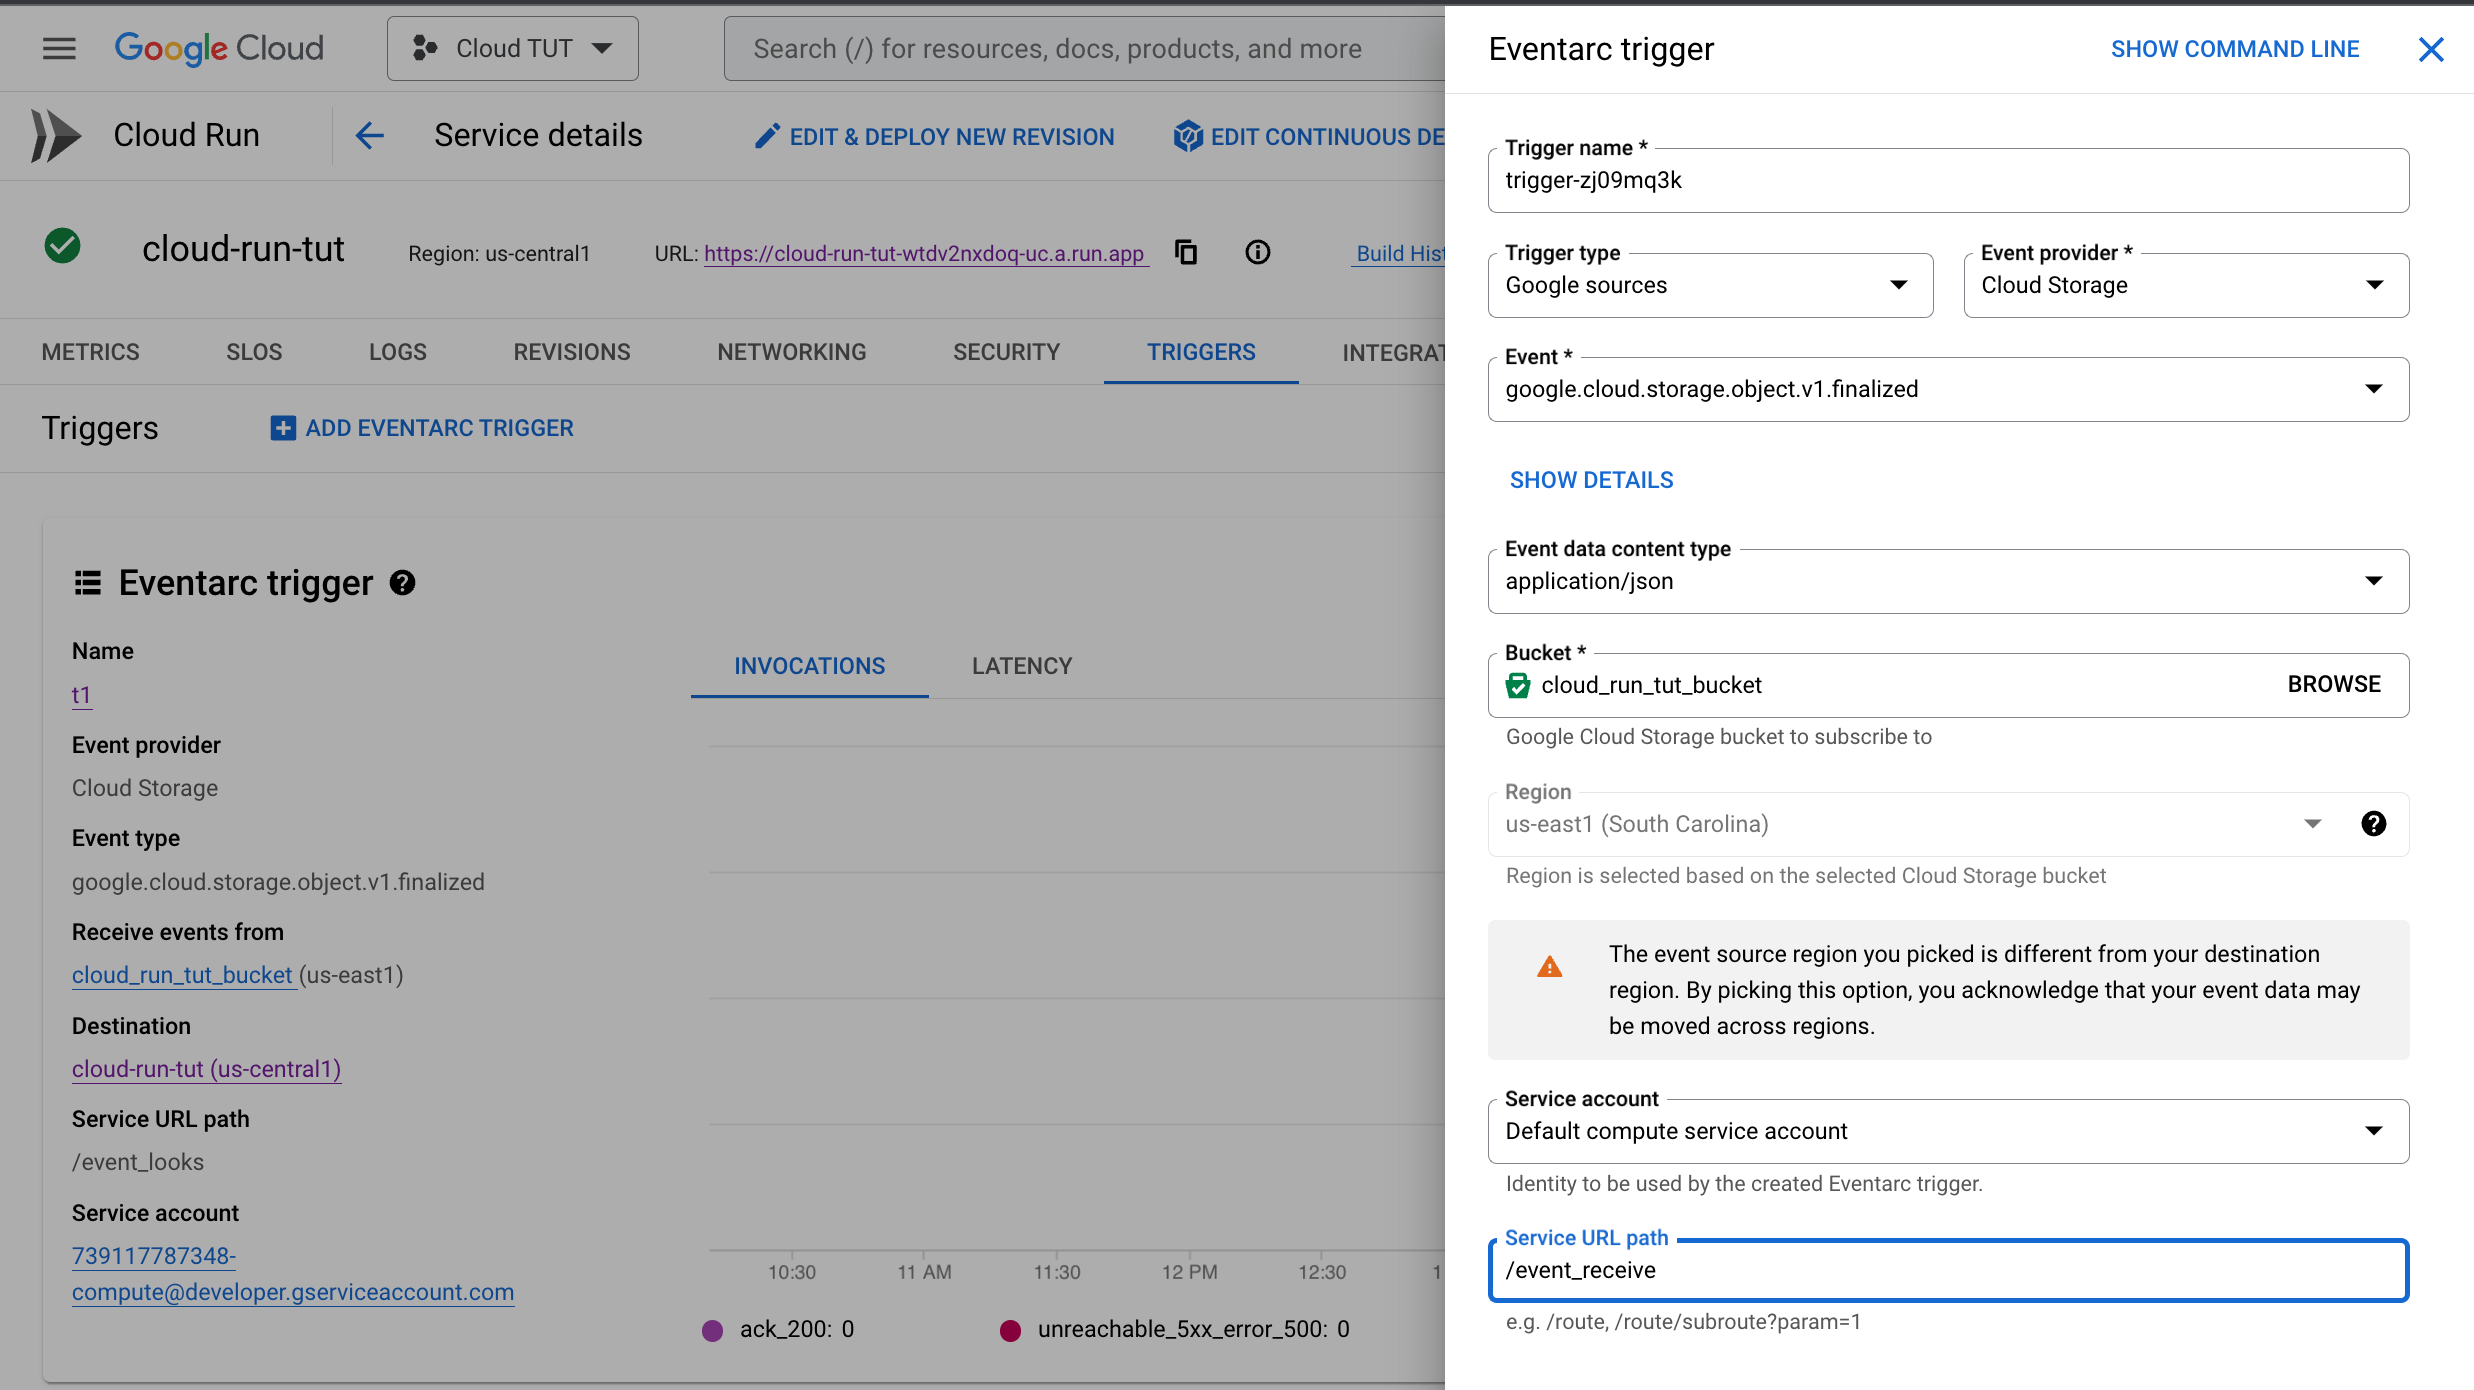 Google Cloud
Cloud TUT
Search (/) for resources, docs, products, and more
Cloud Run
Service details
EDIT & DEPLOY NEW REVISION
EDIT CONTINUOUS DE
cloud-run-tut
Region: us-central1
URL: https://cloud-run-tut-wtdv2nxdoq-uc.a.run.app
Build Hist
METRICS
SLOS
LOGS
REVISIONS
NETWORKING
SECURITY
TRIGGERS
INTEGRAT
Triggers
ADD EVENTARC TRIGGER
Eventarc trigger
Name
t1
Event provider
Cloud Storage
Event type
google.cloud.storage.object.v1.finalized
Receive events from
cloud_run_tut_bucket (us-east1)
Destination
cloud-run-tut (us-central1)
Service URL path
/event_looks
Service account
739117787348-
compute@developer.gserviceaccount.com
INVOCATIONS
LATENCY
10:30
11 AM
11:30
12 PM
12:30
1
ack_200: 0
unreachable_5xx_error_500: 0
Eventarc trigger
SHOW COMMAND LINE
Trigger name *
trigger-zj09mq3k
Trigger type
Google sources
Event provider *
Cloud Storage
Event *
google.cloud.storage.object.v1.finalized
SHOW DETAILS
Event data content type
application/json
Bucket *
cloud_run_tut_bucket
BROWSE
Google Cloud Storage bucket to subscribe to
Region
us-east1 (South Carolina)
Region is selected based on the selected Cloud Storage bucket
The event source region you picked is different from your destination
region. By picking this option, you acknowledge that your event data may
be moved across regions.
Service account
Default compute service account
Identity to be used by the created Eventarc trigger.
Service URL path
/event_receive
e.g. /route, /route/subroute?param=1